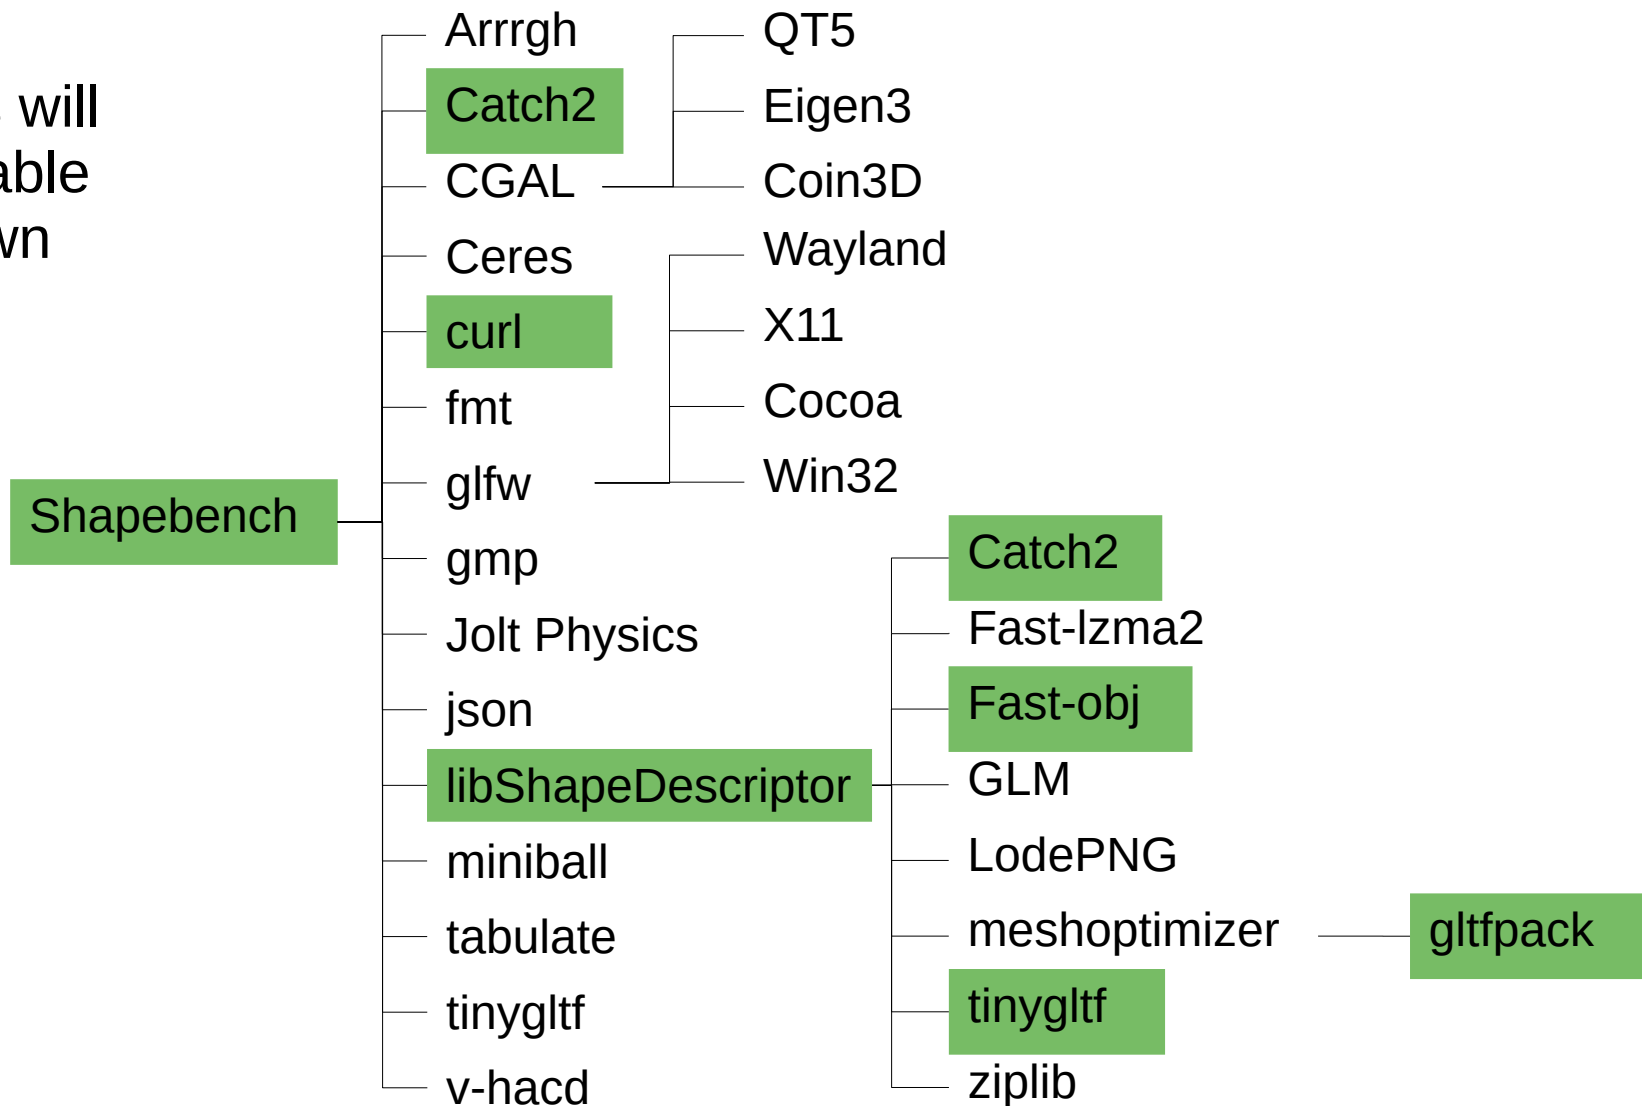 will
able
wn
Shapebench
Arrrgh
Catch2
CGAL
Ceres
curl
fmt
glfw
gmp
Jolt Physics
json
libShapeDescriptor
miniball
tabulate
tinygltf
v-hacd
QT5
Eigen3
Coin3D
Wayland
X11
Cocoa
Win32
Catch2
Fast-lzma2
Fast-obj
GLM
LodePNG
meshoptimizer
tinygltf
ziplib
gltfpack